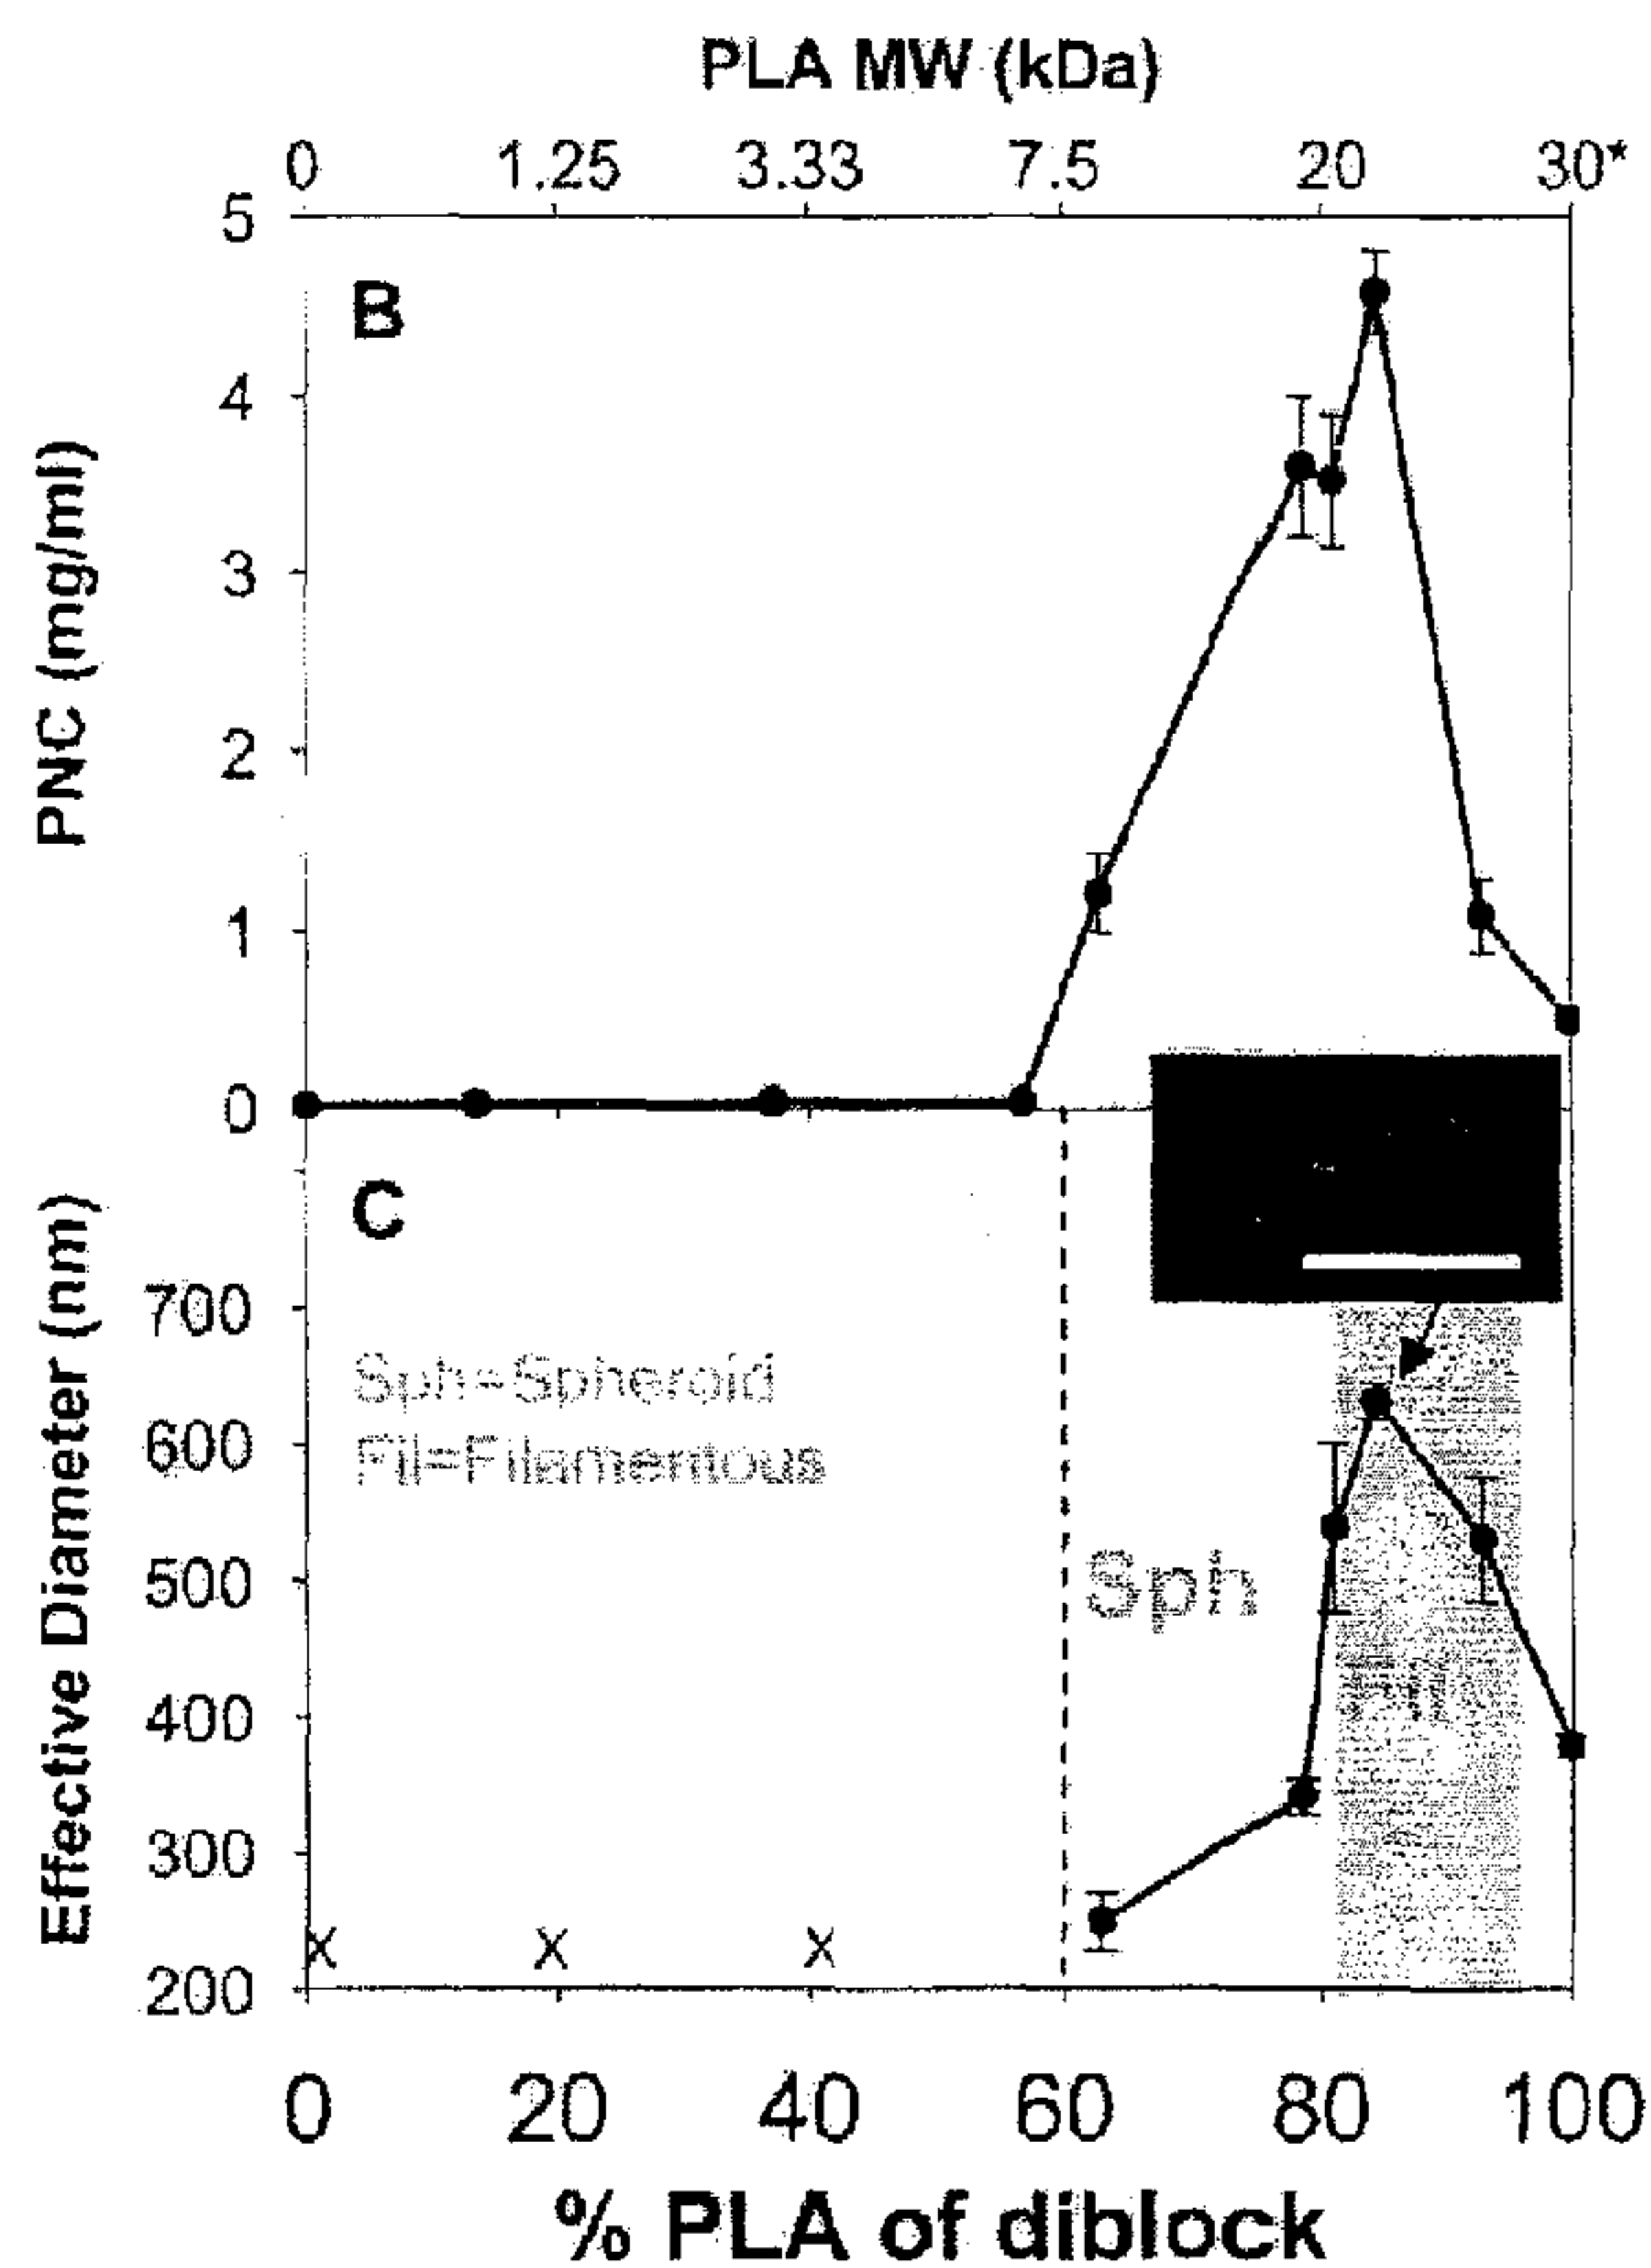 PLA MW (kDa)
0 1.25 3.33 7.5 20 30*
5
B
4
3
2
1
0
PNC (mg/ml)
C
700
Sph=Spheroid
600
Fil=Filamentous
500
Sph
400
300
X X X
200
Effective Diameter (nm)
0 20 40 60 80 100
% PLA of diblock